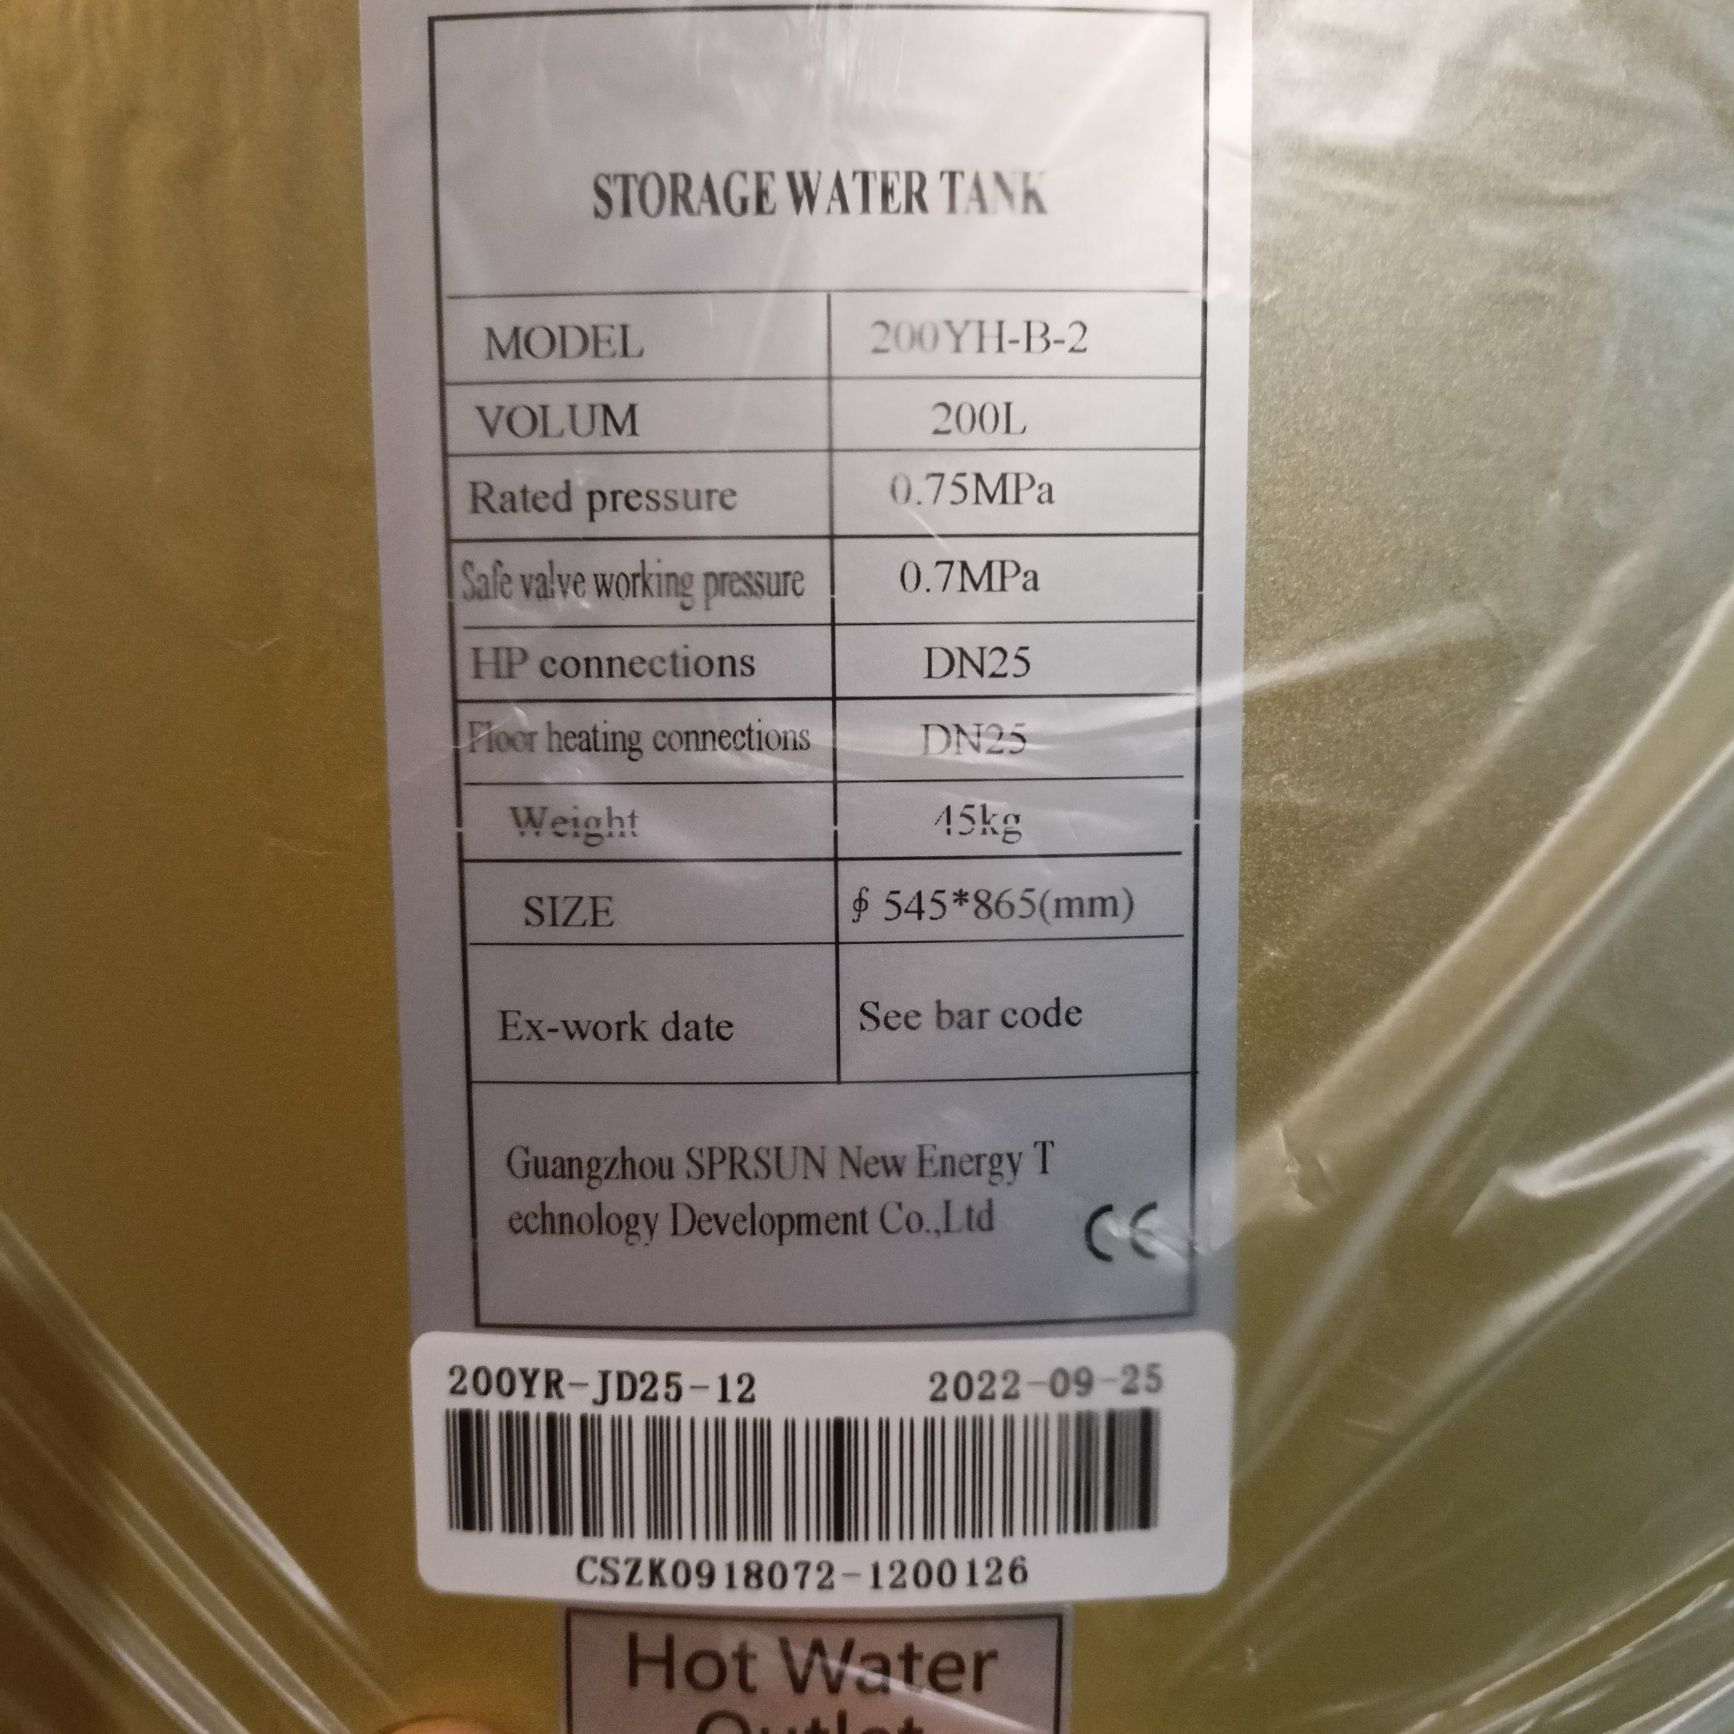 STORAGE WATER TANK
MODEL 200YH-B-2
VOLUM 200L
Rated pressure 0.75MPa
Safe valve working pressure 0.7MPa
HP connections DN25
Floor heating connections DN25
Weight 45kg
SIZE ∮ 545*865(mm)
Ex-work date See bar code
Guangzhou SPRSUN New Energy T
echnology Development Co.,Ltd CE
200YR-JD25-12 2022-09-25
CSZK0918072-1200126
Hot Water
Outlet